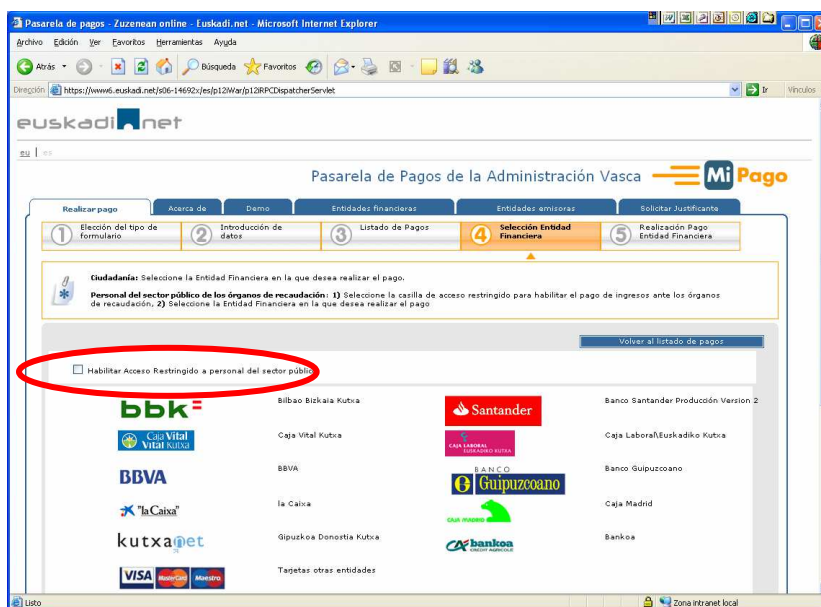 Pasarela de pagos - Zuzenean online - Euskadi.net - Microsoft Internet Explorer
Archivo Edición Ver Favoritos Herramientas Ayuda
Atrás Búsqueda Favoritos
Dirección https://www6.euskadi.net/s06-14692x/es/p12iWar/p12iRPCDispatcherServlet Ir Vínculos
euskadi net
eu | es
Pasarela de Pagos de la Administración Vasca Mi Pago
Realizar pago Acerca de Demo Entidades financieras Entidades emisoras Solicitar Justificante
1 Elección del tipo de formulario 2 Introducción de datos 3 Listado de Pagos 4 Selección Entidad Financiera 5 Realización Pago Entidad Financiera
Ciudadanía: Seleccione la Entidad Financiera en la que desea realizar el pago.
Personal del sector público de los órganos de recaudación: 1) Seleccione la casilla de acceso restringido para habilitar el pago de ingresos ante los órganos
de recaudación, 2) Seleccione la Entidad Financiera en la que desea realizar el pago
Volver al listado de pagos
Habilitar Acceso Restringido a personal del sector público
bbk Bilbao Bizkaia Kutxa Santander Banco Santander Producción Version 2
Caja Vital Vital Kutxa Caja Vital Kutxa CAJA LABORAL EUSKADIKO KUTXA Caja Laboral\Euskadiko Kutxa
BBVA BBVA BANCO Guipuzcoano Banco Guipuzcoano
"la Caixa" la Caixa CAJA MADRID Caja Madrid
kutxanet Gipuzkoa Donostia Kutxa bankoa CRÉDIT AGRICOLE Bankoa
VISA MasterCard Maestro Tarjetas otras entidades
Listo Zona intranet local